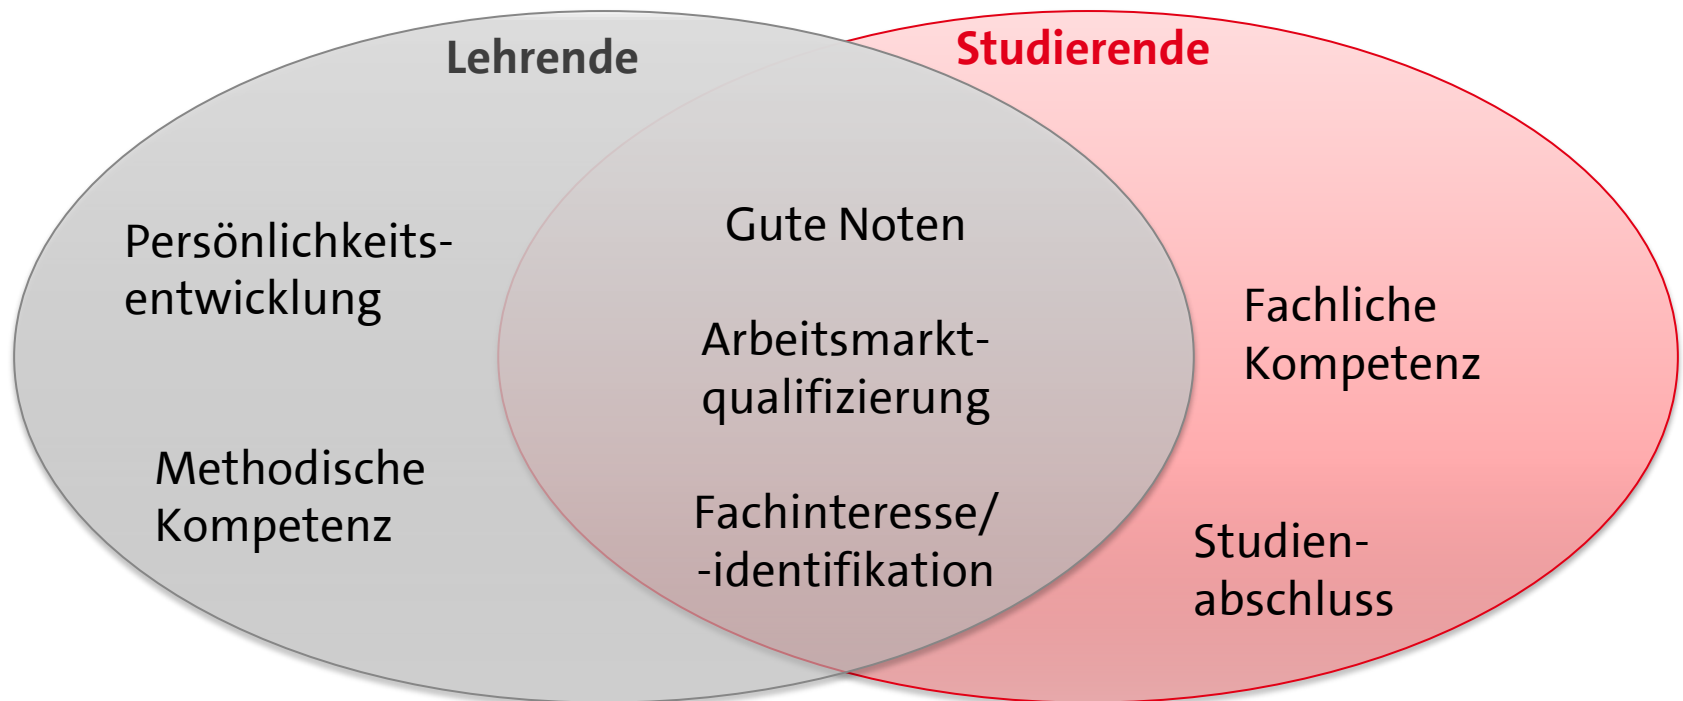 Lehrende
Studierende
Persönlichkeits-
entwicklung
Methodische
Kompetenz
Gute Noten
Arbeitsmarkt-
qualifizierung
Fachinteresse/
-identifikation
Fachliche
Kompetenz
Studien-
abschluss